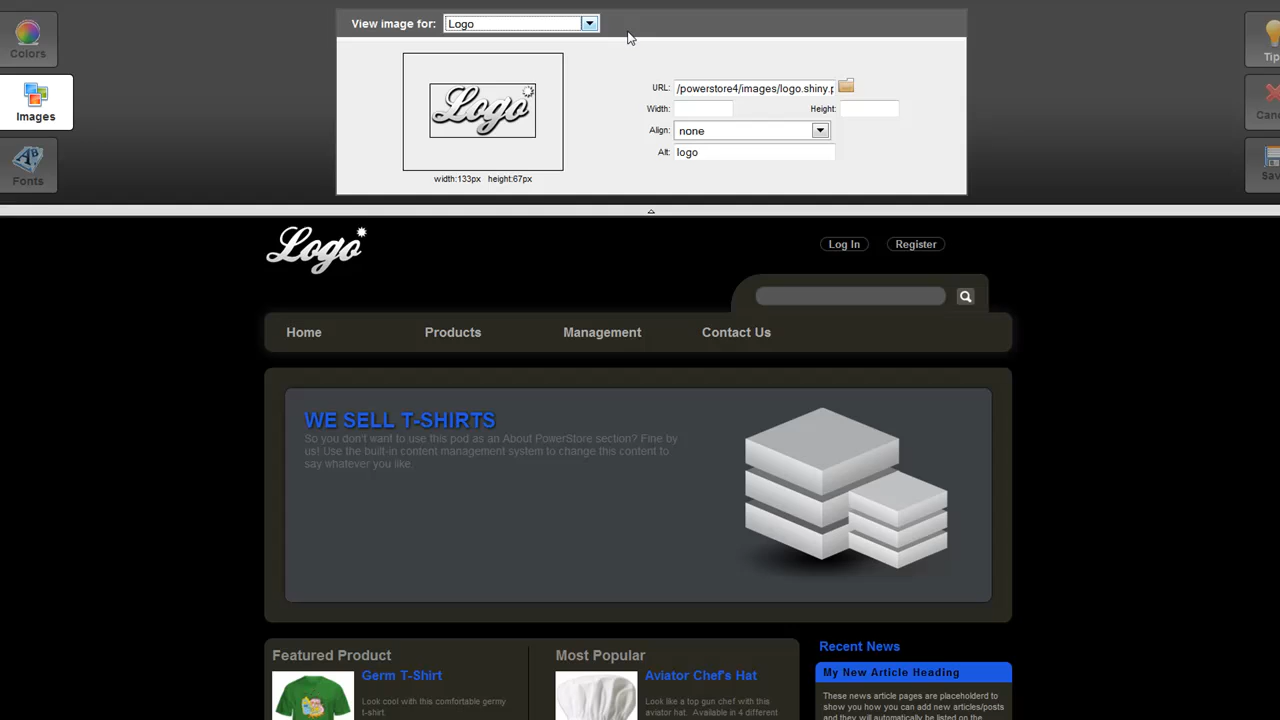 View image for: Logo
Colors
Images
Fonts
Logo
width:133px height:67px
URL: /powerstore4/images/logo.shiny.p
Width: Height:
Align: none
Alt: logo
Logo
Log In Register
Home Products Management Contact Us
WE SELL T-SHIRTS
So you don't want to use this pod as an About PowerStore section? Fine by
us! Use the built-in content management system to change this content to
say whatever you like.
Featured Product
Germ T-Shirt
Look cool with this comfortable germy
t-shirt.
Most Popular
Aviator Chef's Hat
Look like a top gun chef with this
aviator hat. Available in 4 different
Recent News
My New Article Heading
These news article pages are placeholderd to
show you how you can add new articles/posts
and they will automatically be listed on the